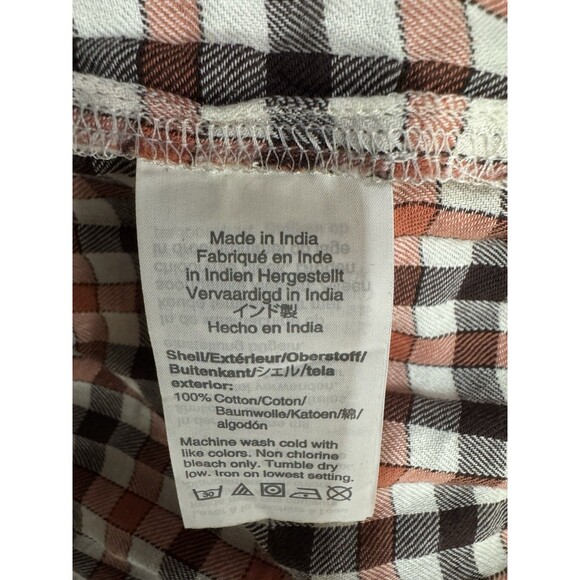 Made in India
Fabriqué en Inde
in Indien Hergestellt
Vervaardigd in India
インド製
Hecho en India
Shell/Extérieur/Oberstoff/
Buitenkant/シェル/tela
exterior:
100% Cotton/Coton/
Baumwolle/Katoen/綿/
algodón
Machine wash cold with
like colors. Non chlorine
bleach only. Tumble dry
low. Iron on lowest setting.
30